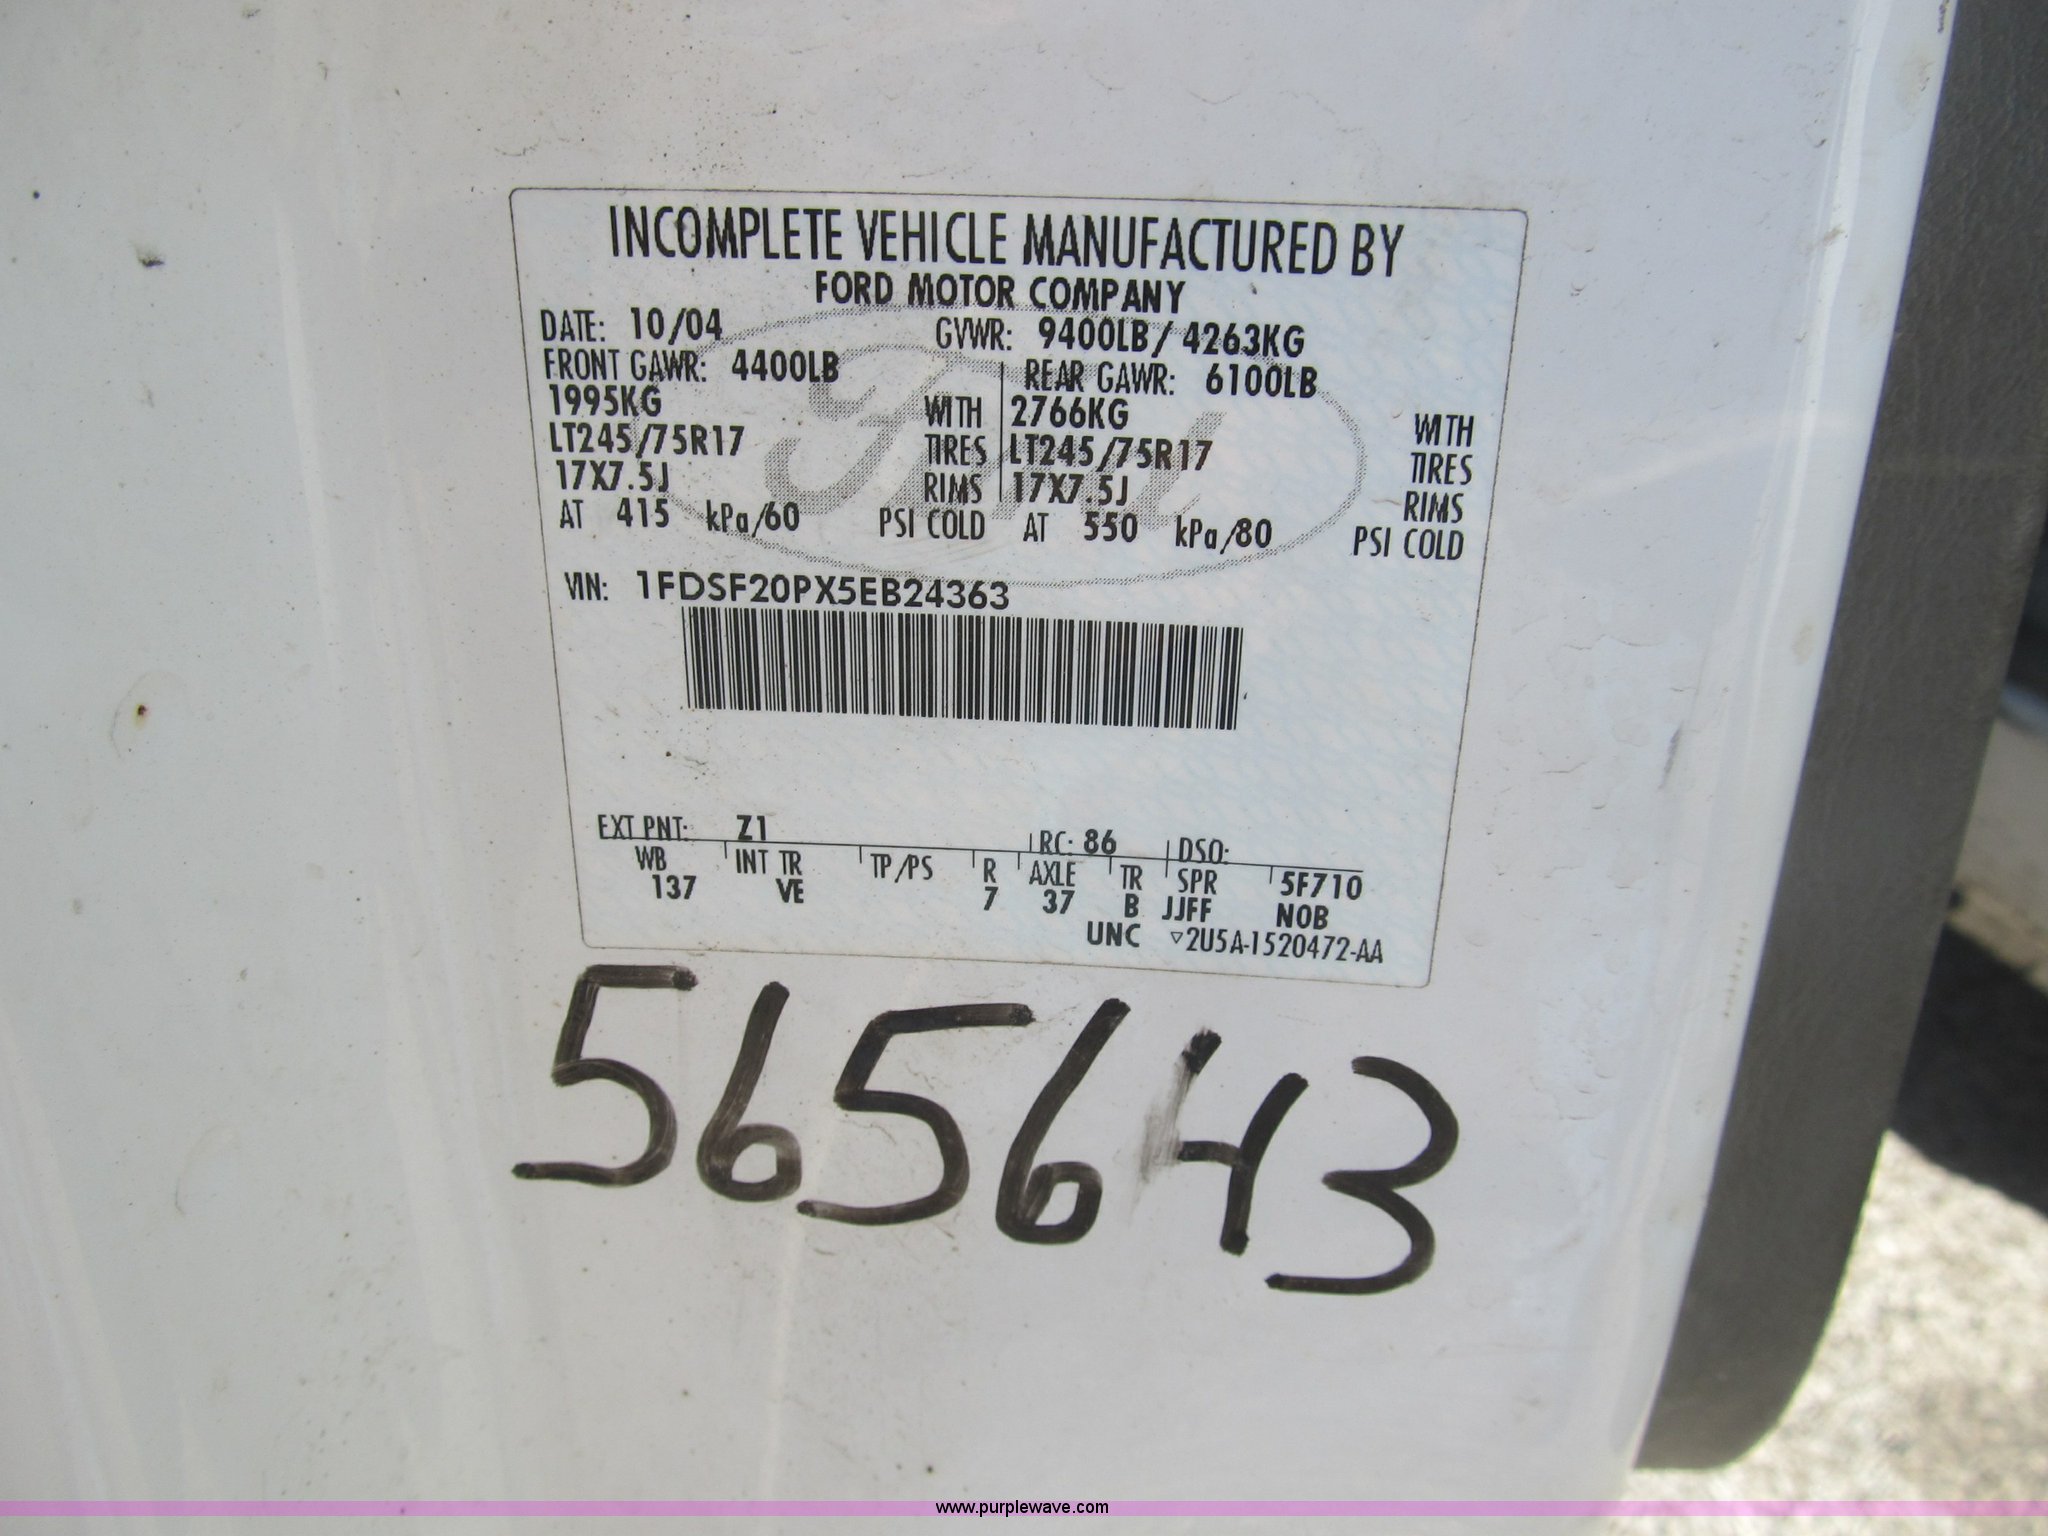 INCOMPLETE VEHICLE MANUFACTURED BY
FORD MOTOR COMPANY
DATE: 10/04 GVWR: 9400LB/ 4263KG
FRONT GAWR: 4400LB REAR GAWR: 6100LB
1995KG WITH 2766KG WITH
LT245/75R17 TIRES LT245/75R17 TIRES
17X7.5J RIMS 17X7.5J RIMS
AT 415 kPa/60 PSI COLD AT 550 kPa/80 PSI COLD
VIN: 1FDSF20PX5EB24363
EXT PNT: Z1 RC: 86 DSO:
WB INT TR TP/PS R AXLE TR SPR 5F710
137 VE 7 37 B JJFF NOB
UNC ▽2U5A-1520472-AA
565643
www.purplewave.com